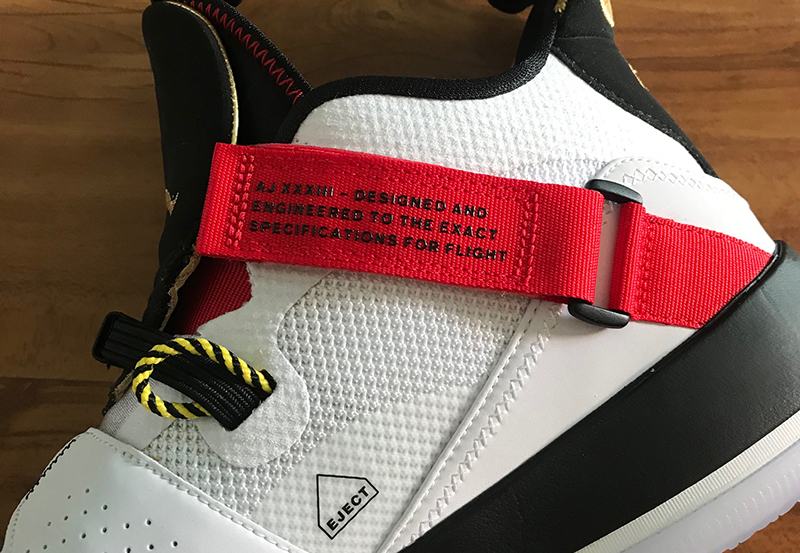 AJ XXXIII – DESIGNED AND
ENGINEERED TO THE EXACT
SPECIFICATIONS FOR FLIGHT
EJECT